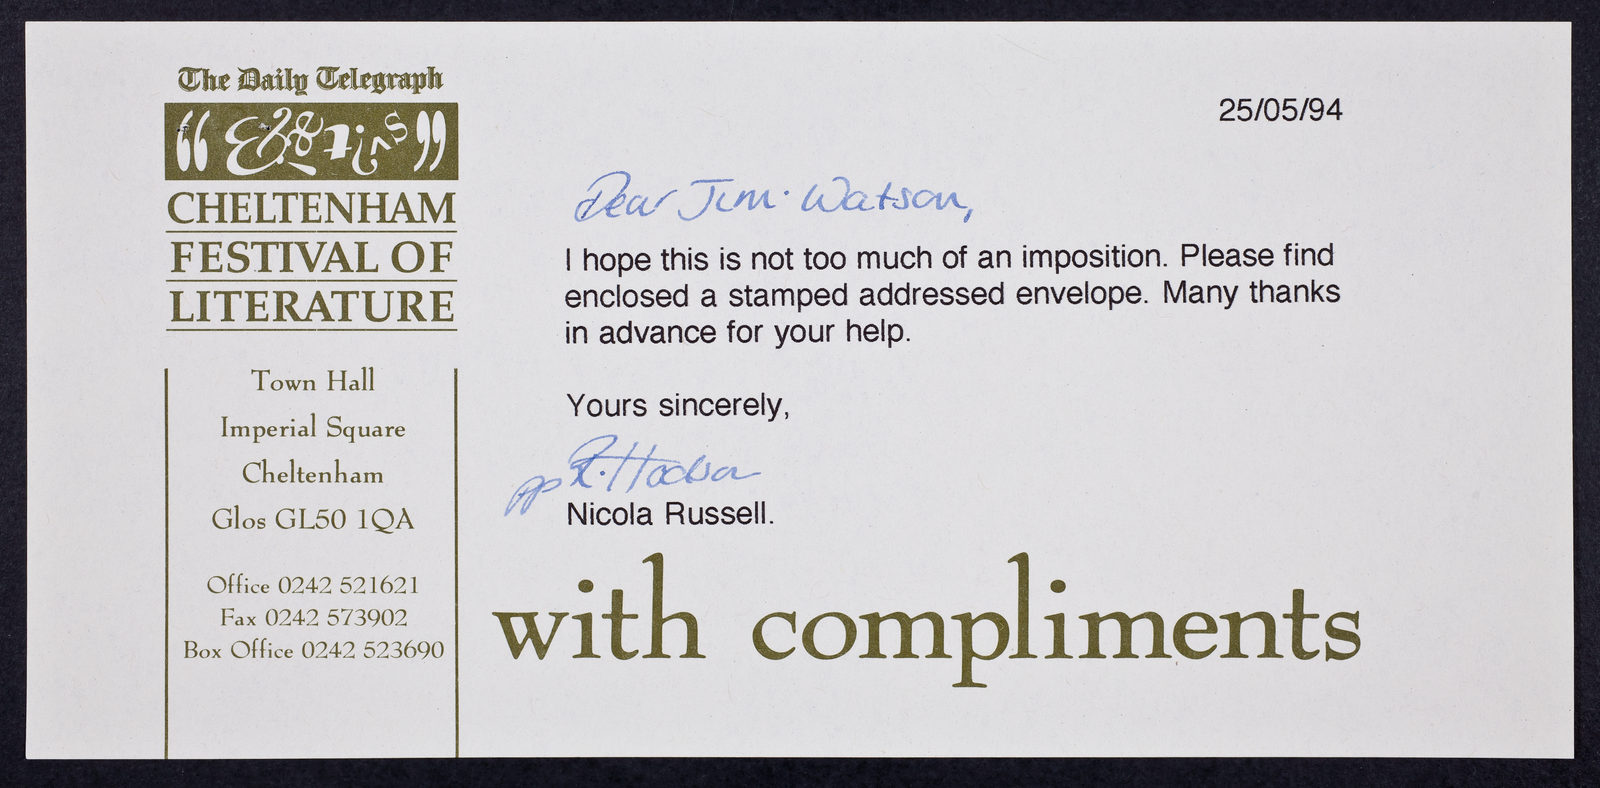 The Daily Telegraph
CHELTENHAM
FESTIVAL OF
LITERATURE
Town Hall
Imperial Square
Cheltenham
Glos GL50 1QA
Office 0242 521621
Fax 0242 573902
Box Office 0242 523690
25/05/94
Dear Jim Watson,
I hope this is not too much of an imposition. Please find
enclosed a stamped addressed envelope. Many thanks
in advance for your help.
Yours sincerely,
pp R. Hodson
Nicola Russell.
with compliments